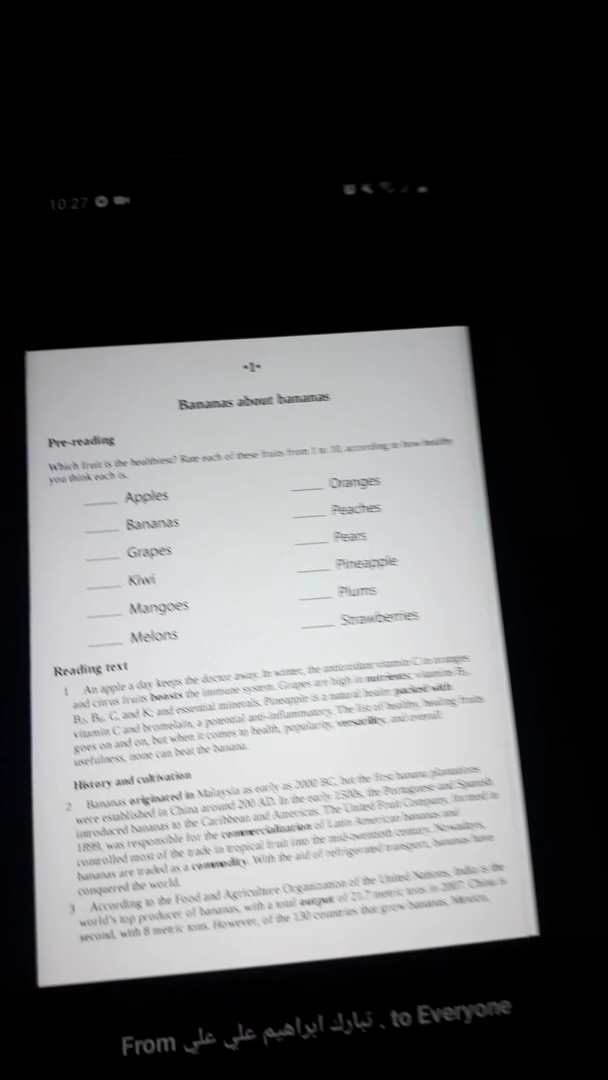 10:27
•1•
Bananas about bananas
Pre-reading
Which fruit is the healthiest? Rate each of these fruits from 1 to 10, according to how healthy
you think each is.
Apples
Bananas
Grapes
Kiwi
Mangoes
Melons
Oranges
Peaches
Pears
Pineapple
Plums
Strawberries
Reading text
1 An apple a day keeps the doctor away. In winter, the antioxidant vitamin C in oranges
and citrus fruits boosts the immune system. Grapes are high in nutrients: vitamins B₁,
C, and K; and essential minerals. Pineapple is a natural healer packed with
vitamin C and bromelain, a potential anti-inflammatory. The list of healthy, healing fruits
goes on and on, but when it comes to health, popularity, versatility, and overall
usefulness, none can beat the banana.
History and cultivation
2 Bananas originated in Malaysia as early as 2000 BC, but the first banana plantations
were established in China around 200 AD. In the early 1500s, the Portuguese and Spanish
introduced bananas to the Caribbean and Americas. The United Fruit Company, formed in
1899, was responsible for the commercialization of Latin American bananas and
controlled most of the trade in tropical fruit into the mid-twentieth century. Nowadays,
bananas are traded as a commodity. With the aid of refrigerated transport, bananas have
conquered the world.
3 According to the Food and Agriculture Organization of the United Nations, India is the
world's top producer of bananas, with a total output of 21.7 metric tons in 2007. China is
second, with 8 metric tons. However, of the 130 countries that grow bananas, Mexico,
From تبارك ابراهيم علي علي . to Everyone